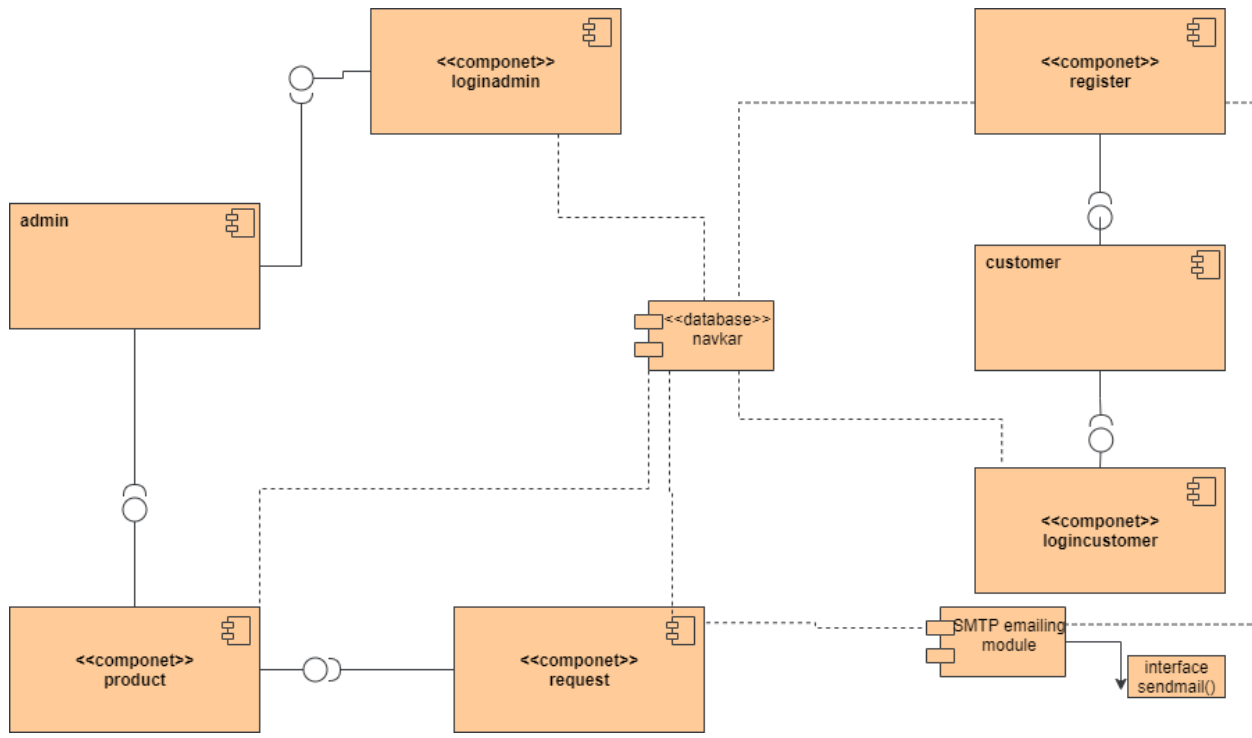 <<componet>>
loginadmin
<<componet>>
register
admin
customer
<<database>>
navkar
<<componet>>
logincustomer
<<componet>>
product
<<componet>>
request
SMTP emailing
module
interface
sendmail()